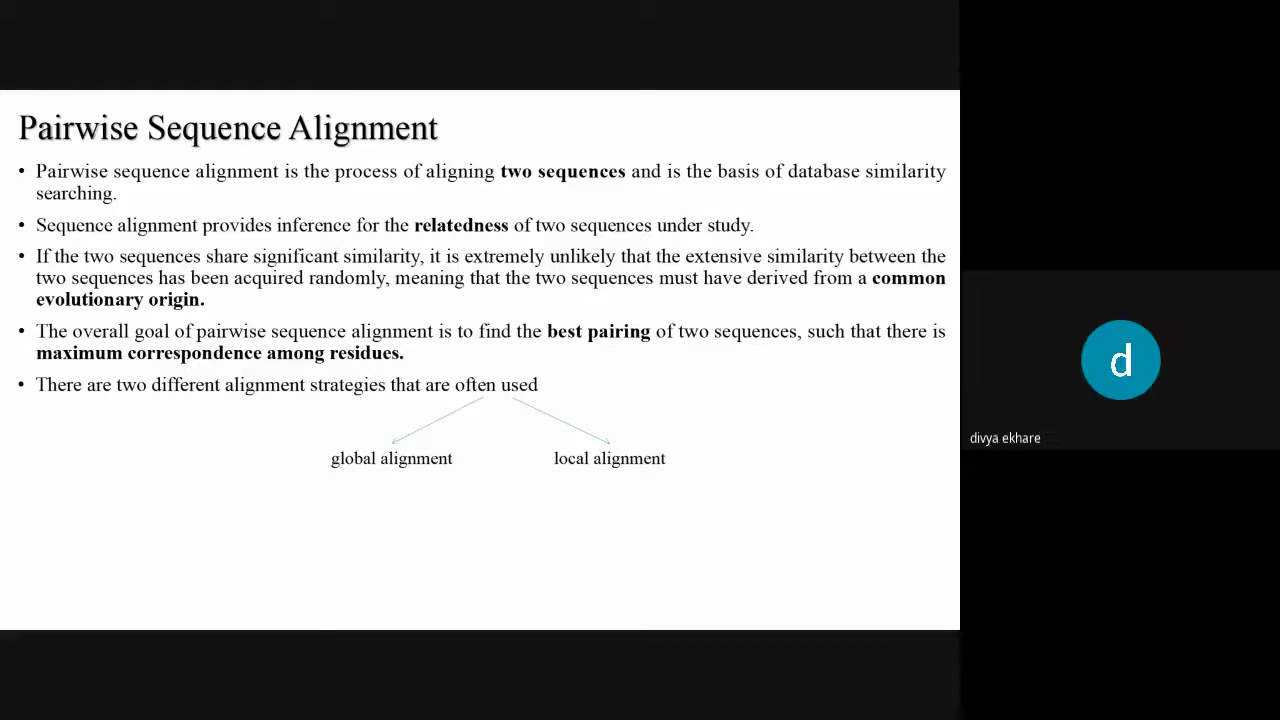 Pairwise Sequence Alignment
• Pairwise sequence alignment is the process of aligning two sequences and is the basis of database similarity
searching.
• Sequence alignment provides inference for the relatedness of two sequences under study.
• If the two sequences share significant similarity, it is extremely unlikely that the extensive similarity between the
two sequences has been acquired randomly, meaning that the two sequences must have derived from a common
evolutionary origin.
• The overall goal of pairwise sequence alignment is to find the best pairing of two sequences, such that there is
maximum correspondence among residues.
• There are two different alignment strategies that are often used
global alignment
local alignment
d
divya ekhare